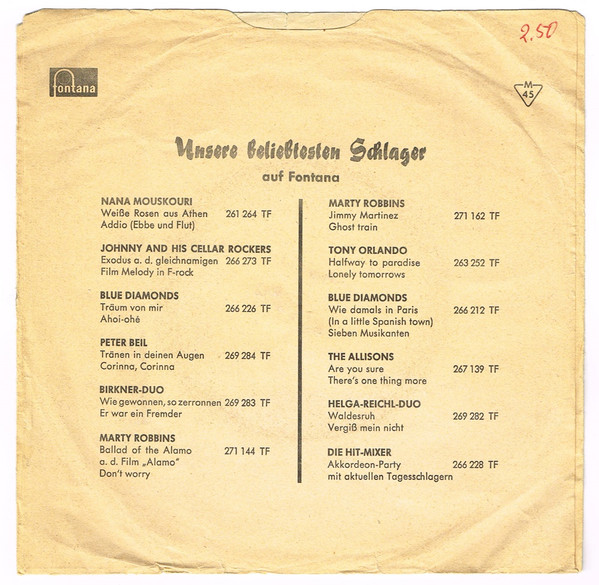 2.50
fontana
M
45
Unsere beliebtesten Schlager
auf Fontana
NANA MOUSKOURI
Weiße Rosen aus Athen 261 264 TF
Addio (Ebbe und Flut)
JOHNNY AND HIS CELLAR ROCKERS
Exodus a. d. gleichnamigen 266 273 TF
Film Melody in F-rock
BLUE DIAMONDS
Träum von mir 266 226 TF
Ahoi-ohé
PETER BEIL
Tränen in deinen Augen 269 284 TF
Corinna, Corinna
BIRKNER-DUO
Wie gewonnen, so zerronnen 269 283 TF
Er war ein Fremder
MARTY ROBBINS
Ballad of the Alamo 271 144 TF
a. d. Film „Alamo"
Don't worry
MARTY ROBBINS
Jimmy Martinez 271 162 TF
Ghost train
TONY ORLANDO
Halfway to paradise 263 252 TF
Lonely tomorrows
BLUE DIAMONDS
Wie damals in Paris 266 212 TF
(In a little Spanish town)
Sieben Musikanten
THE ALLISONS
Are you sure 267 139 TF
There's one thing more
HELGA-REICHL-DUO
Waldesruh 269 282 TF
Vergiß mein nicht
DIE HIT-MIXER
Akkordeon-Party 266 228 TF
mit aktuellen Tagesschlagern